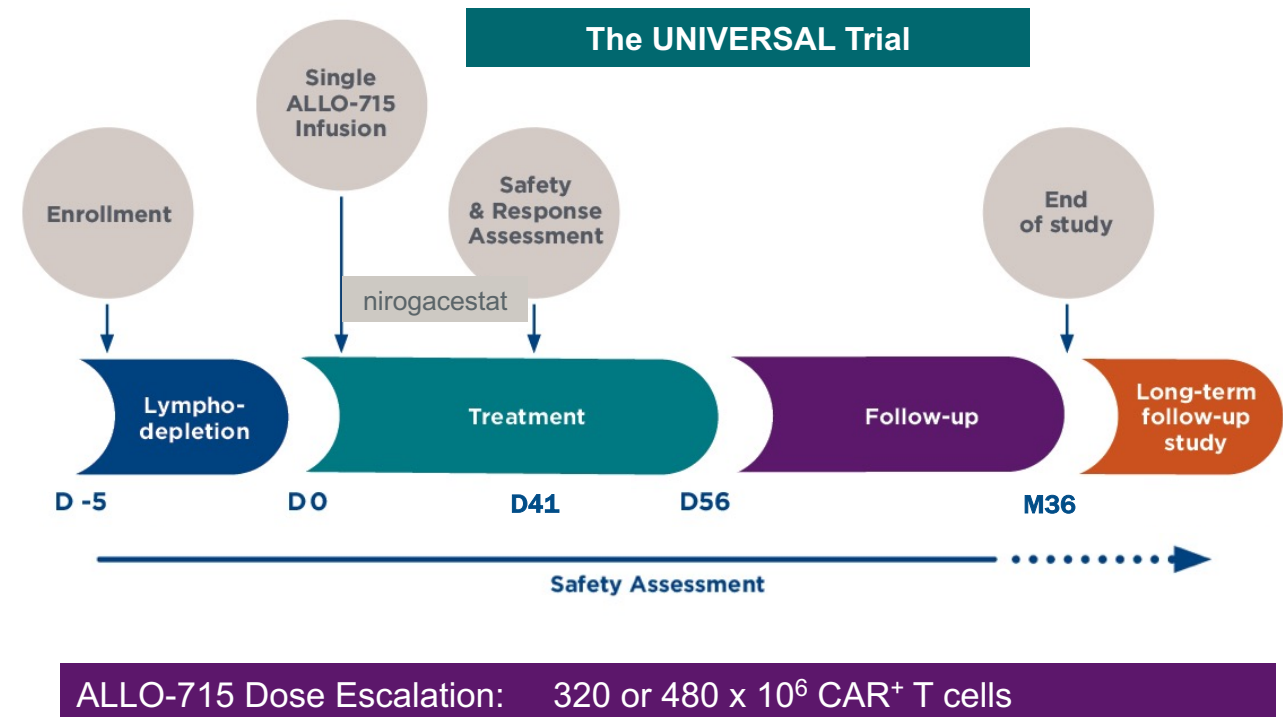 The UNIVERSAL Trial
Single
ALLO-715
Infusion
Enrollment
Safety
& Response
Assessment
End
of study
nirogacestat
Lympho-
depletion
Treatment
Follow-up
Long-term
follow-up
study
D -5
D 0
D41
D56
M36
Safety Assessment
ALLO-715 Dose Escalation: 320 or 480 x 10⁶ CAR⁺ T cells